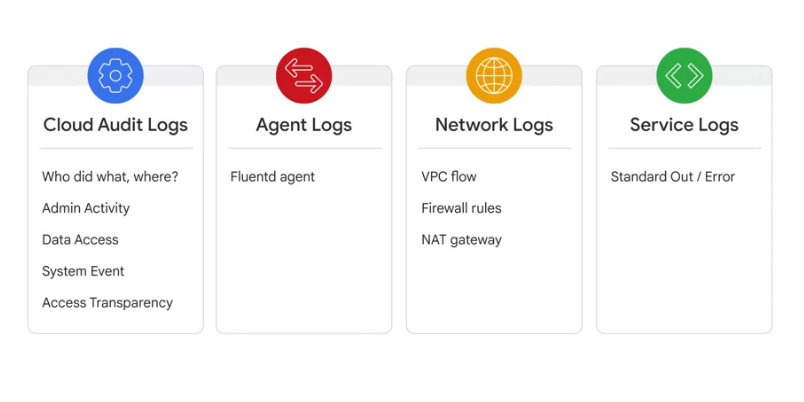 Cloud Audit Logs
Who did what, where?
Admin Activity
Data Access
System Event
Access Transparency
Agent Logs
Fluentd agent
Network Logs
VPC flow
Firewall rules
NAT gateway
Service Logs
Standard Out / Error